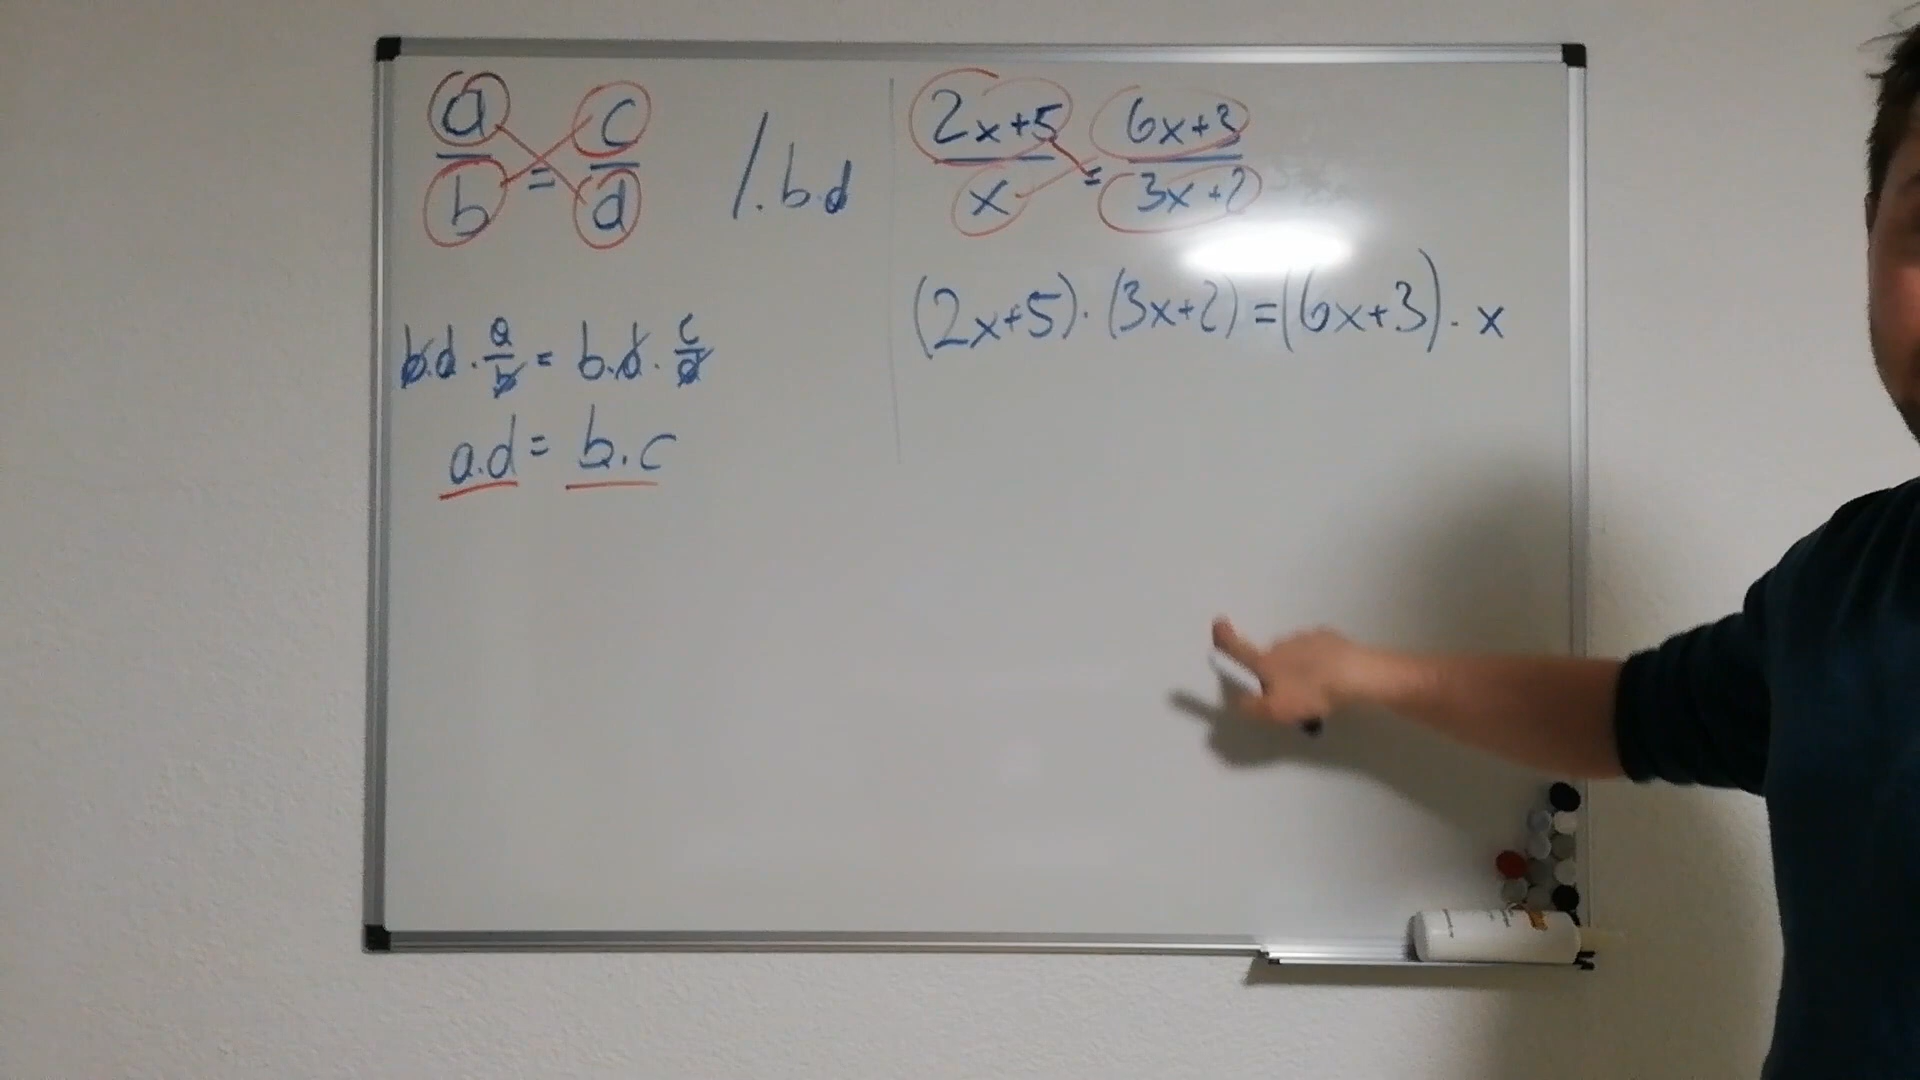 a/b = c/d /.b.d
b.d . a/b = b.d . c/d
a.d = b.c
(2x+5)/x = (6x+3)/(3x+2)
(2x+5).(3x+2)=(6x+3).x